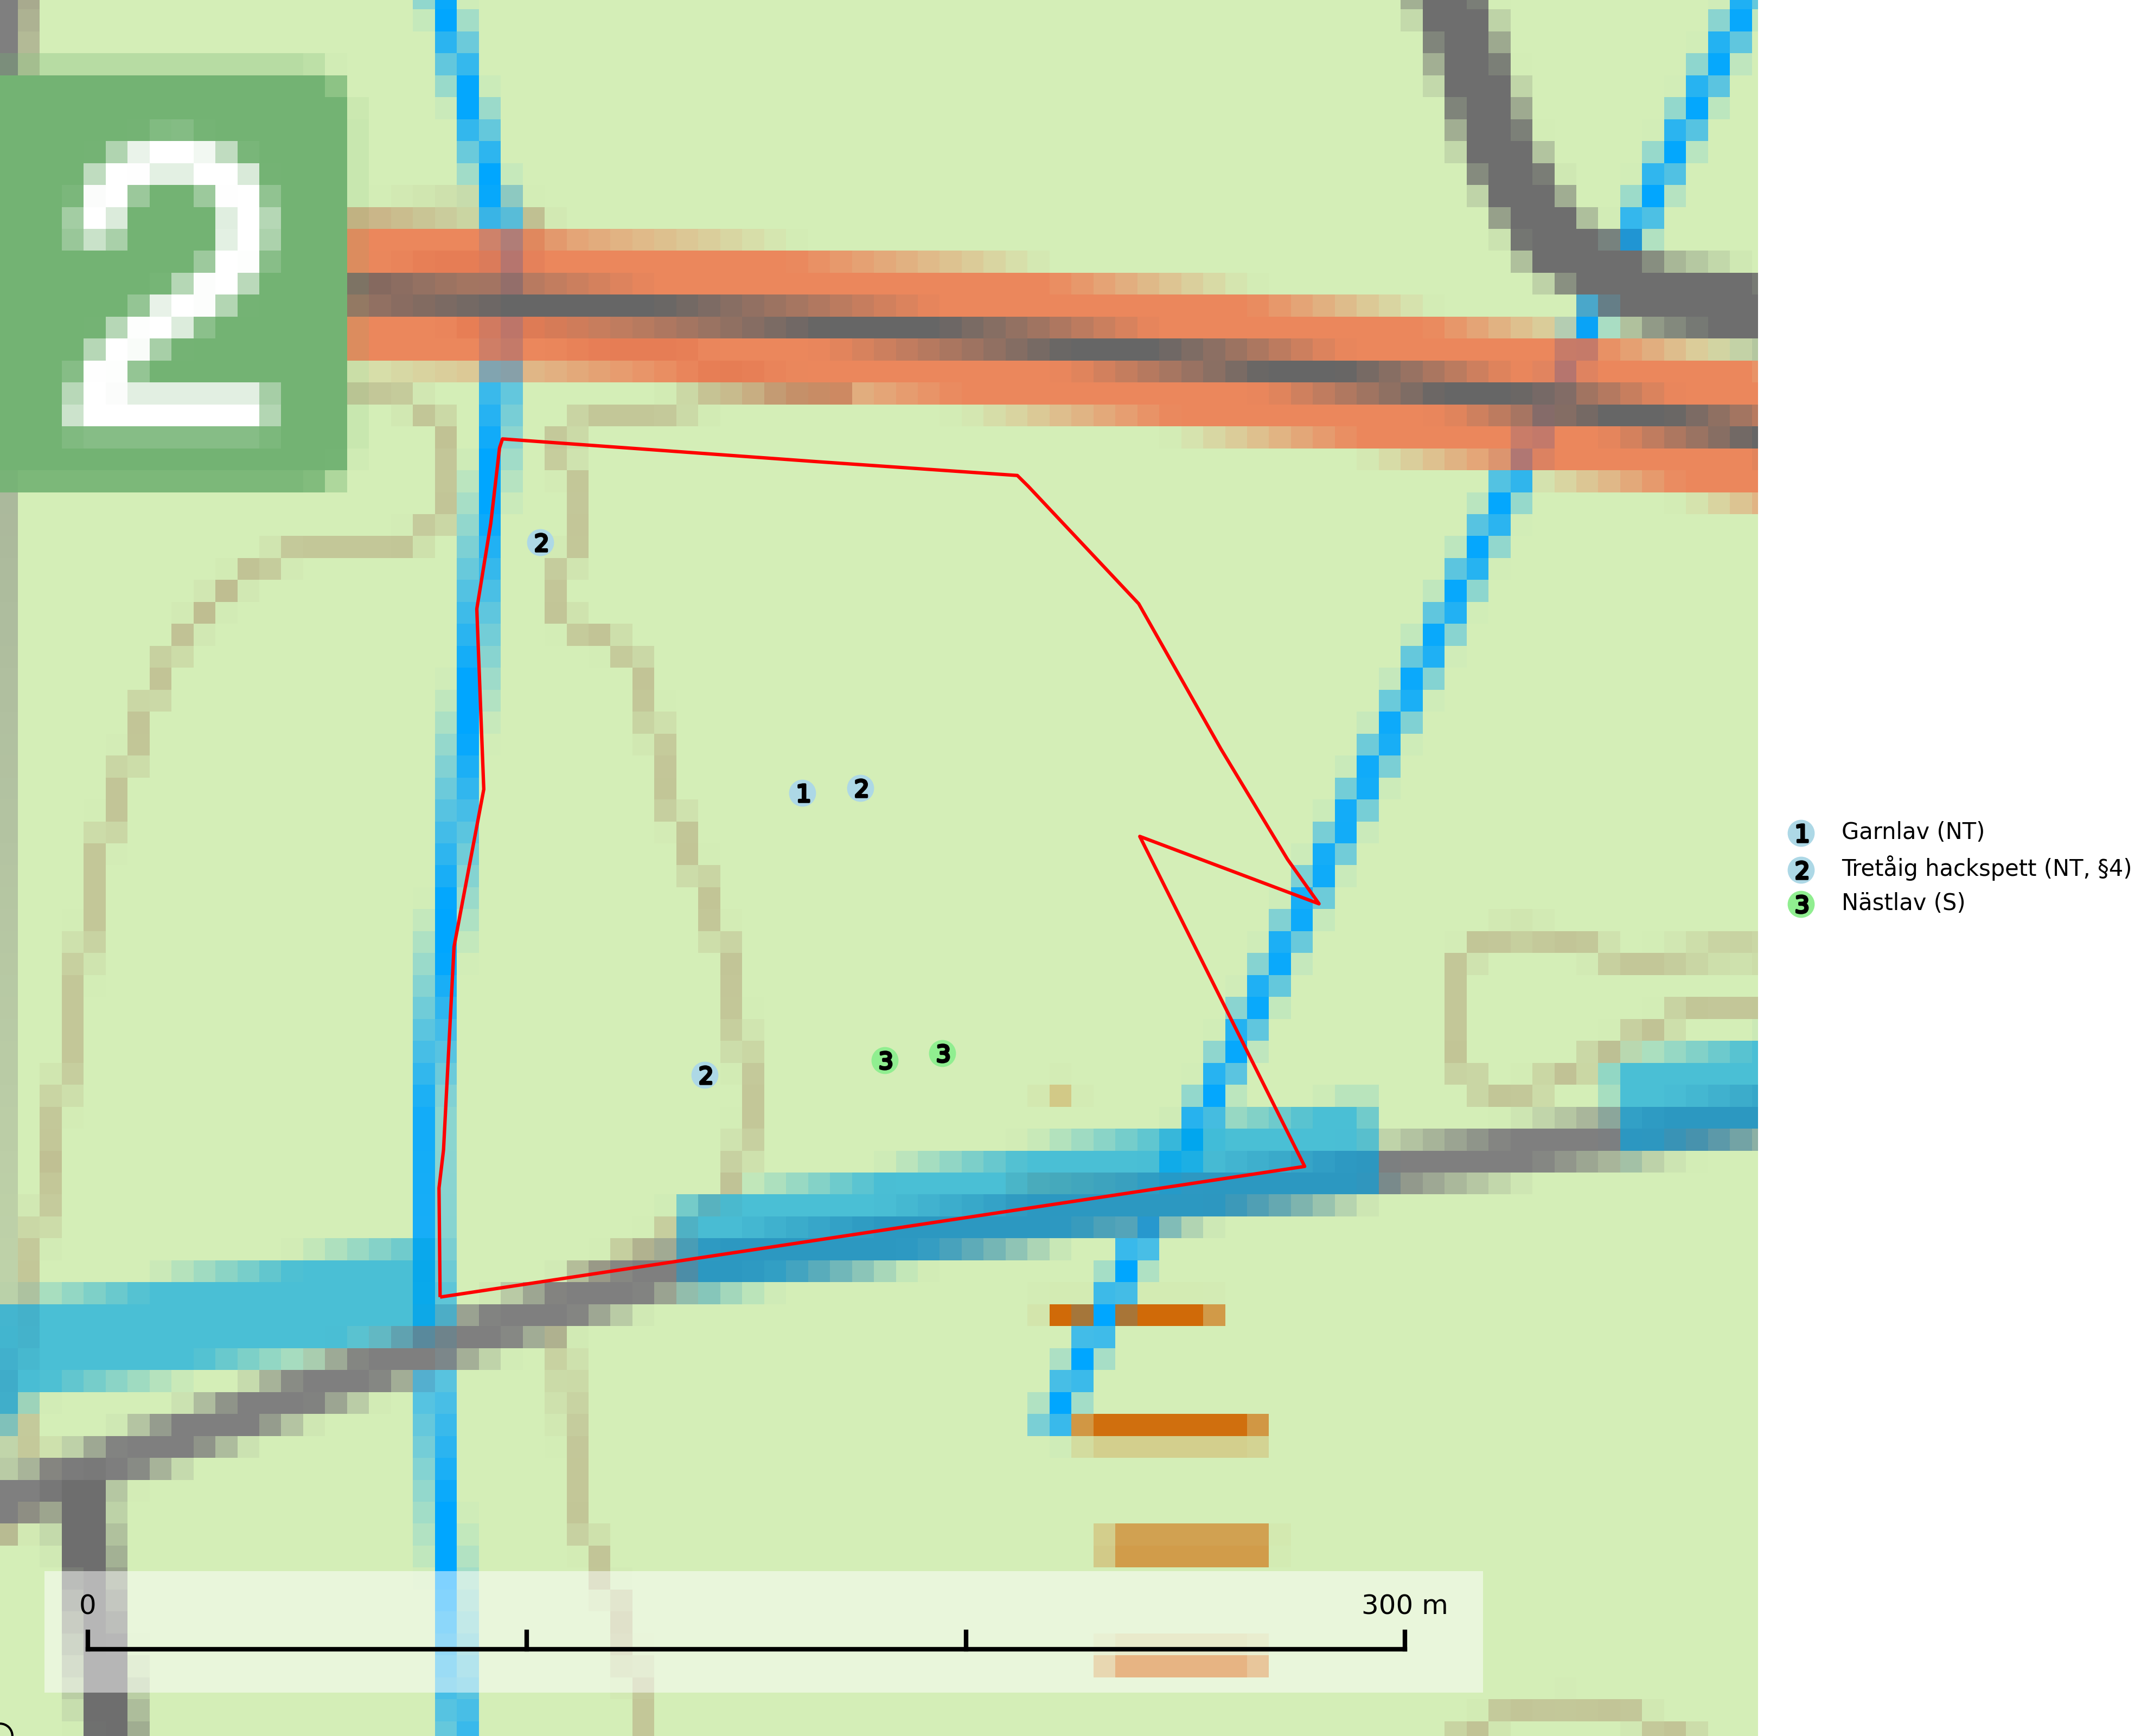 2
2
1 2
3 3
2
1 Garnlav (NT)
2 Tretåig hackspett (NT, §4)
3 Nästlav (S)
0 300 m